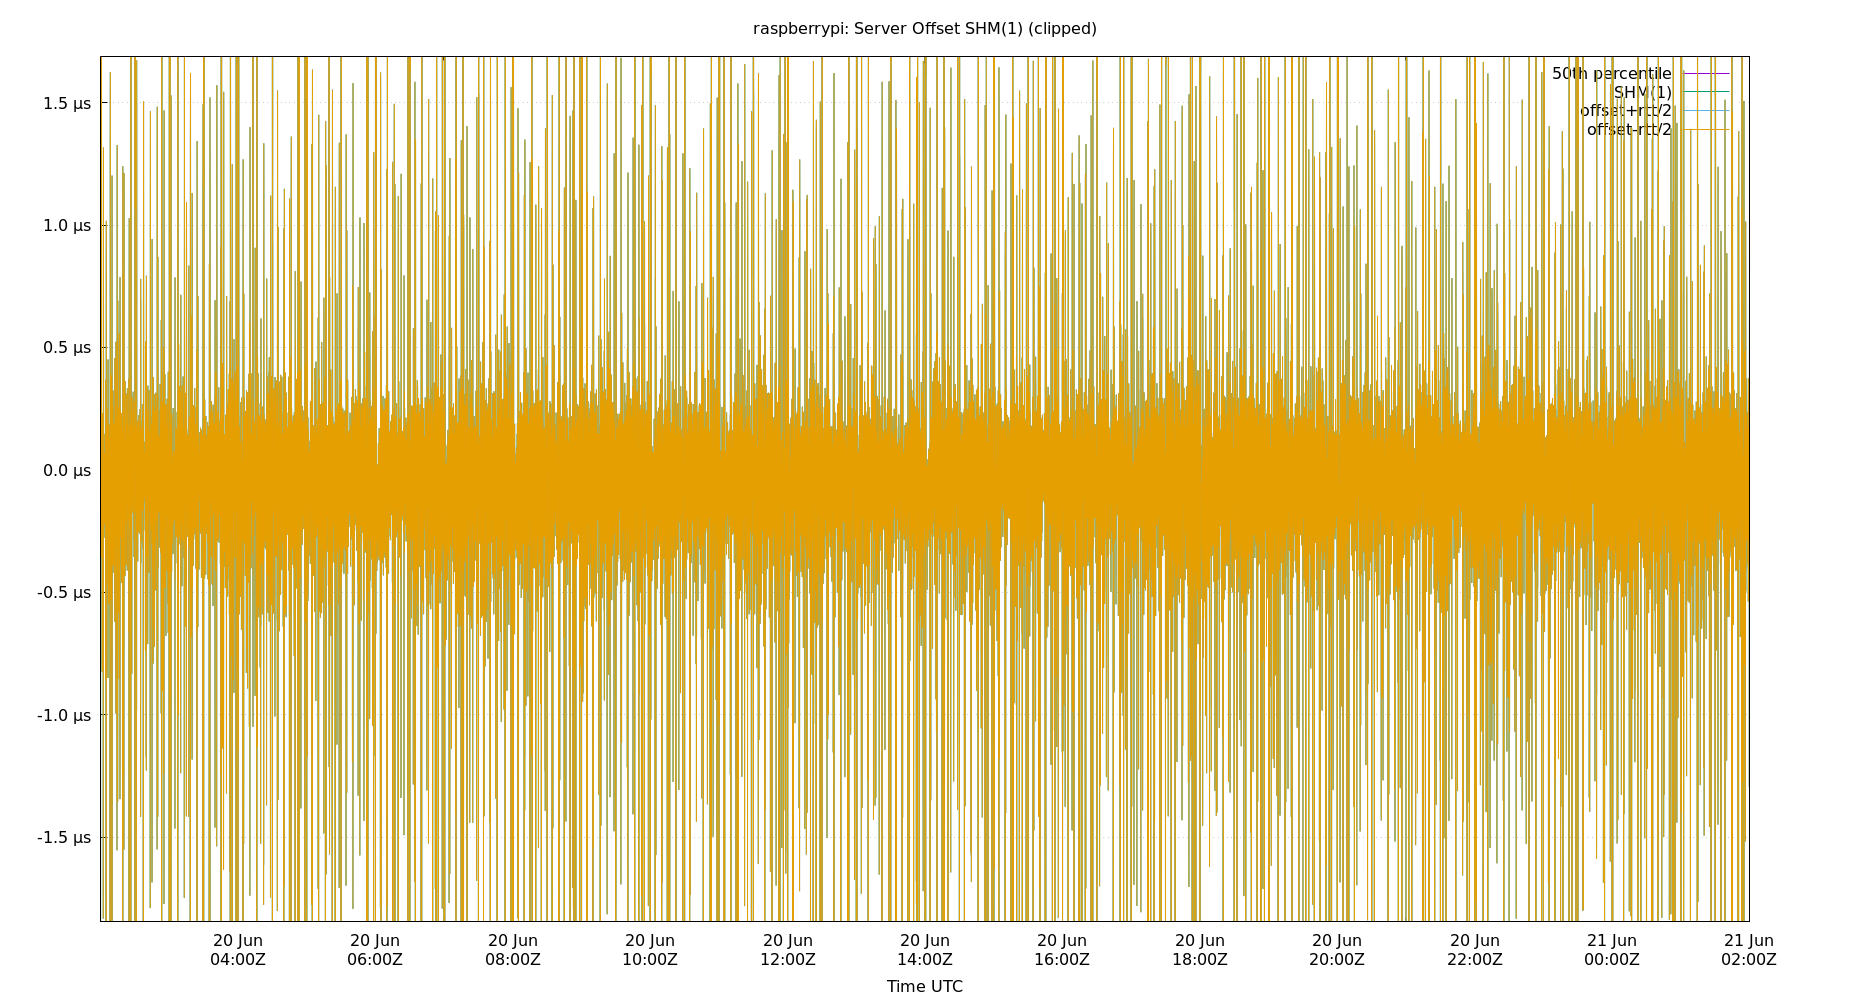 raspberrypi: Server Offset SHM(1) (clipped)
50th percentile
SHM(1)
offset+rtt/2
offset-rtt/2
1.5 µs
1.0 µs
0.5 µs
0.0 µs
-0.5 µs
-1.0 µs
-1.5 µs
20 Jun 20 Jun 20 Jun 20 Jun 20 Jun 20 Jun 20 Jun 20 Jun 20 Jun 20 Jun 21 Jun 21 Jun
04:00Z 06:00Z 08:00Z 10:00Z 12:00Z 14:00Z 16:00Z 18:00Z 20:00Z 22:00Z 00:00Z 02:00Z
Time UTC